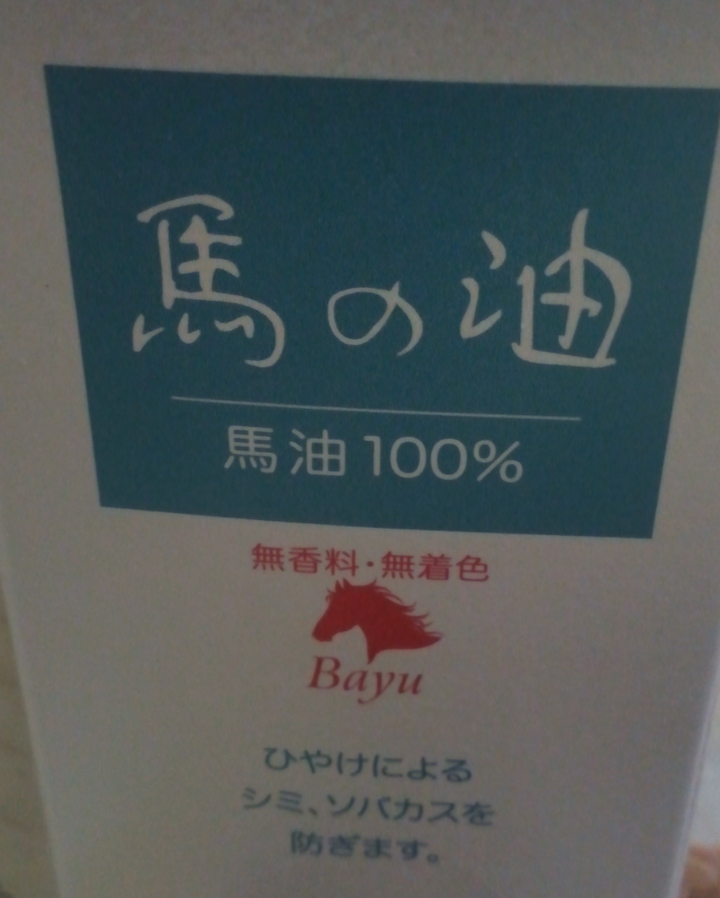 馬の油
馬油100%
無香料・無着色
Bayu
ひやけによる
シミ、ソバカスを
防ぎます。